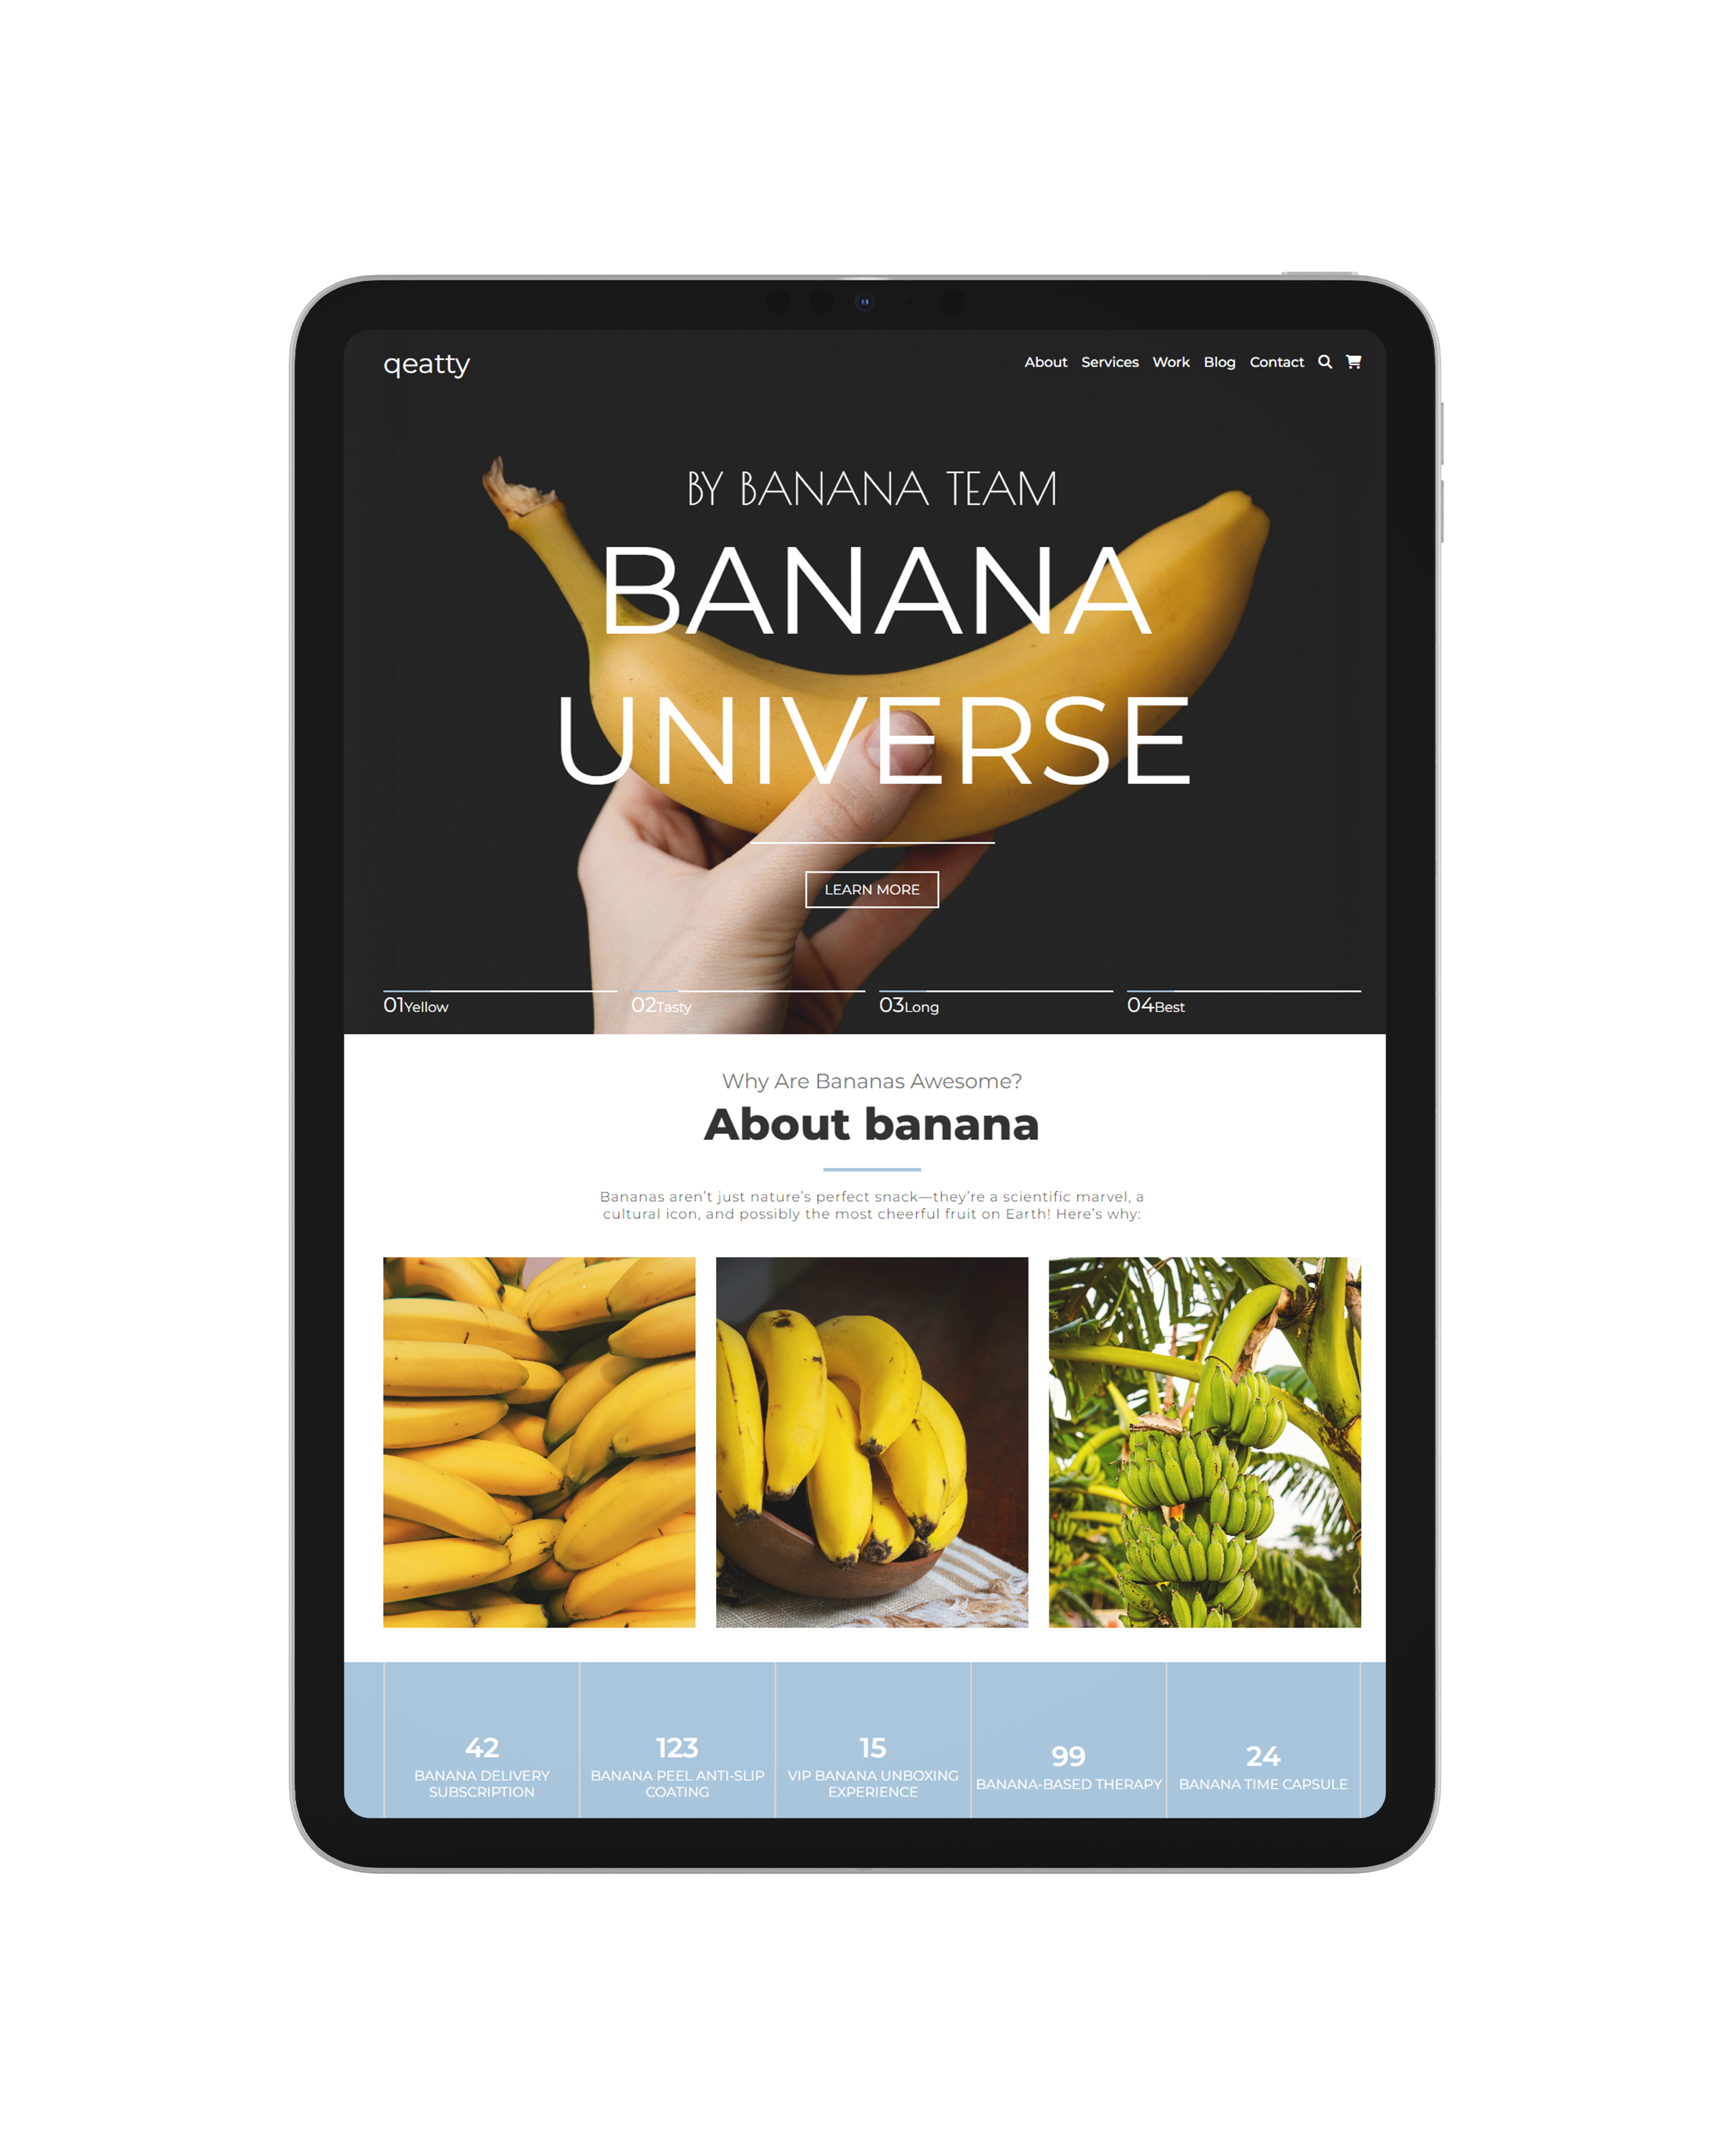 qeatty
About Services Work Blog Contact
BY BANANA TEAM
BANANA
UNIVERSE
LEARN MORE
01Yellow
02Tasty
03Long
04Best
Why Are Bananas Awesome?
About banana
Bananas aren’t just nature’s perfect snack—they’re a scientific marvel, a
cultural icon, and possibly the most cheerful fruit on Earth! Here’s why:
42
BANANA DELIVERY
SUBSCRIPTION
123
BANANA PEEL ANTI-SLIP
COATING
15
VIP BANANA UNBOXING
EXPERIENCE
99
BANANA-BASED THERAPY
24
BANANA TIME CAPSULE